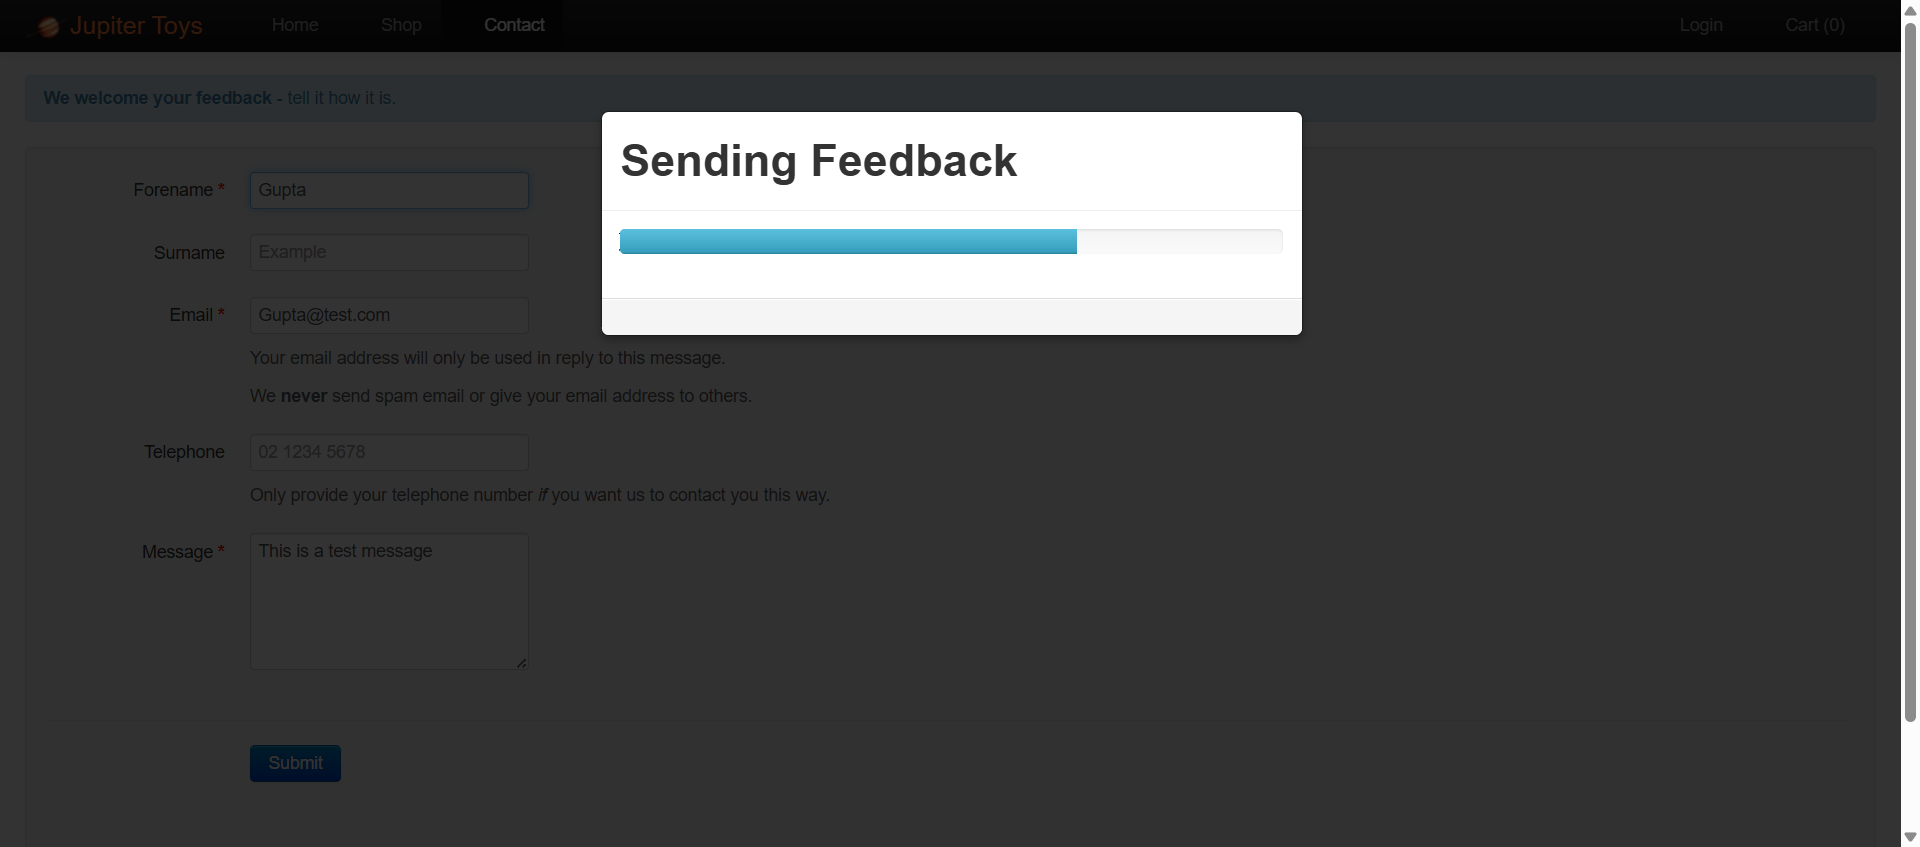 Jupiter Toys Home Shop Contact Login Cart (0)
We welcome your feedback - tell it how it is.
Sending Feedback
Forename * Gupta
Surname Example
Email * Gupta@test.com
Your email address will only be used in reply to this message.
We never send spam email or give your email address to others.
Telephone 02 1234 5678
Only provide your telephone number if you want us to contact you this way.
Message * This is a test message
Submit